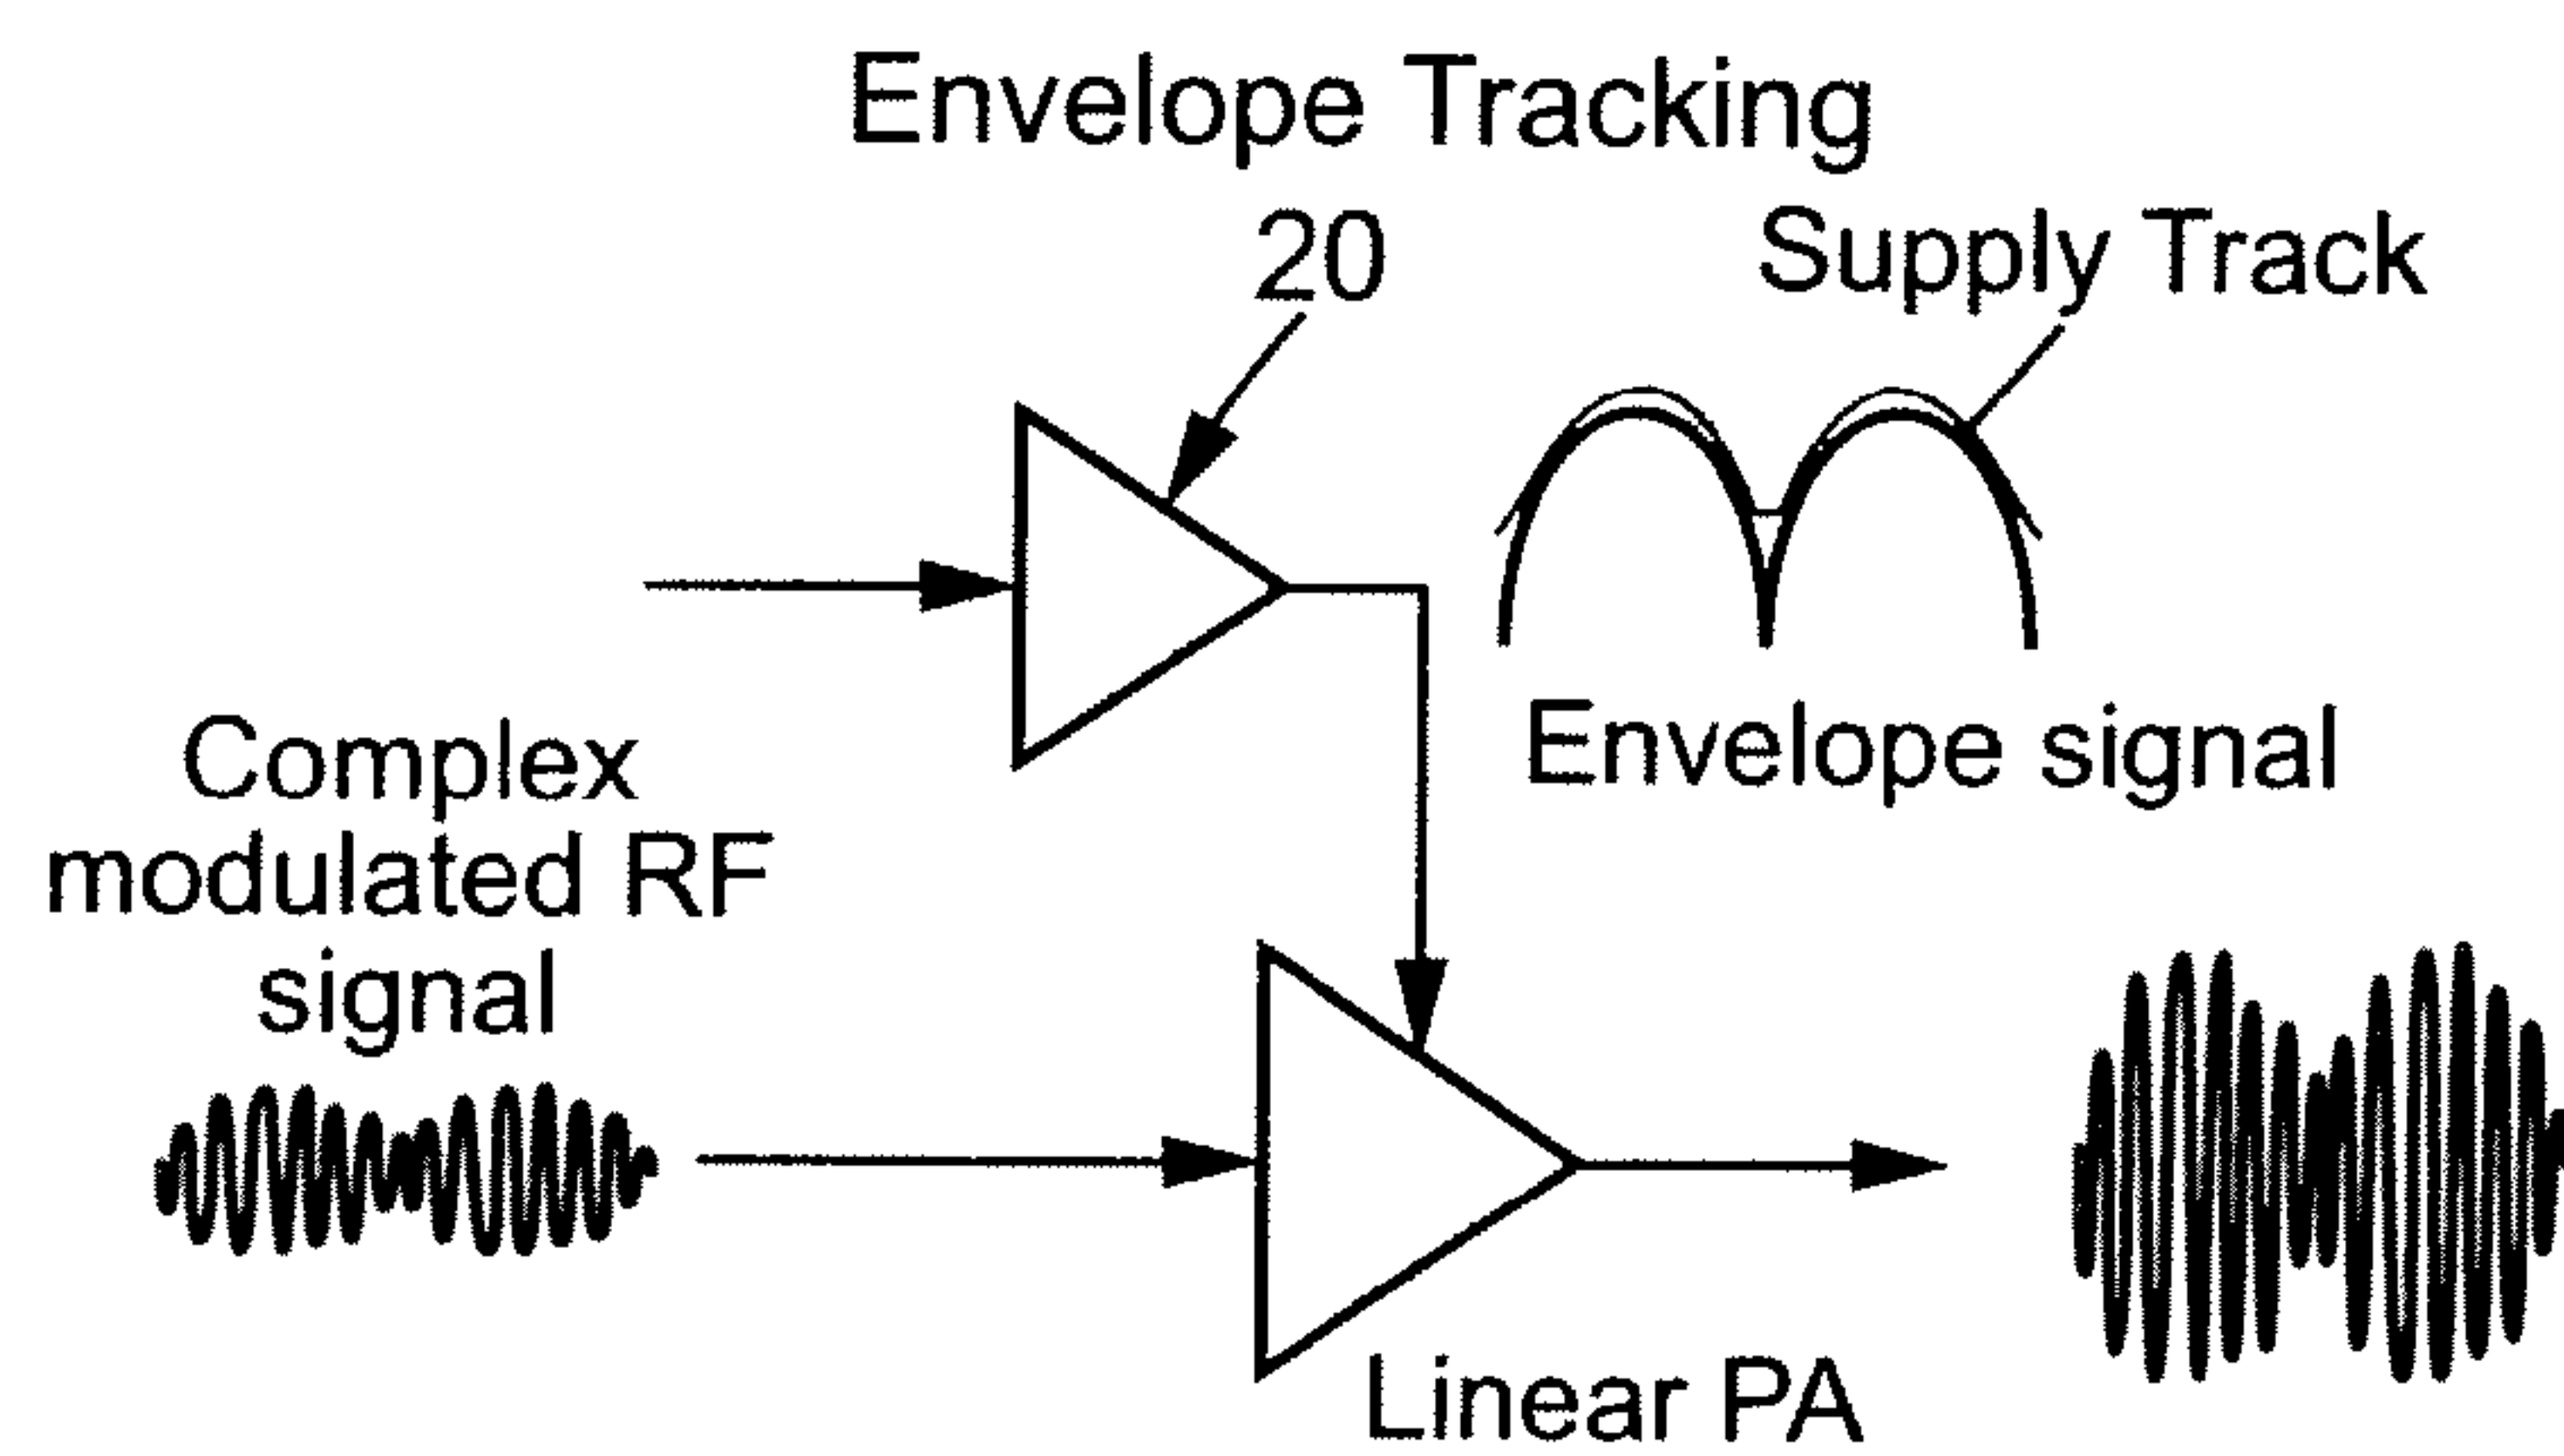 Envelope Tracking
20
Supply Track
Envelope signal
Complex
modulated RF
signal
Linear PA